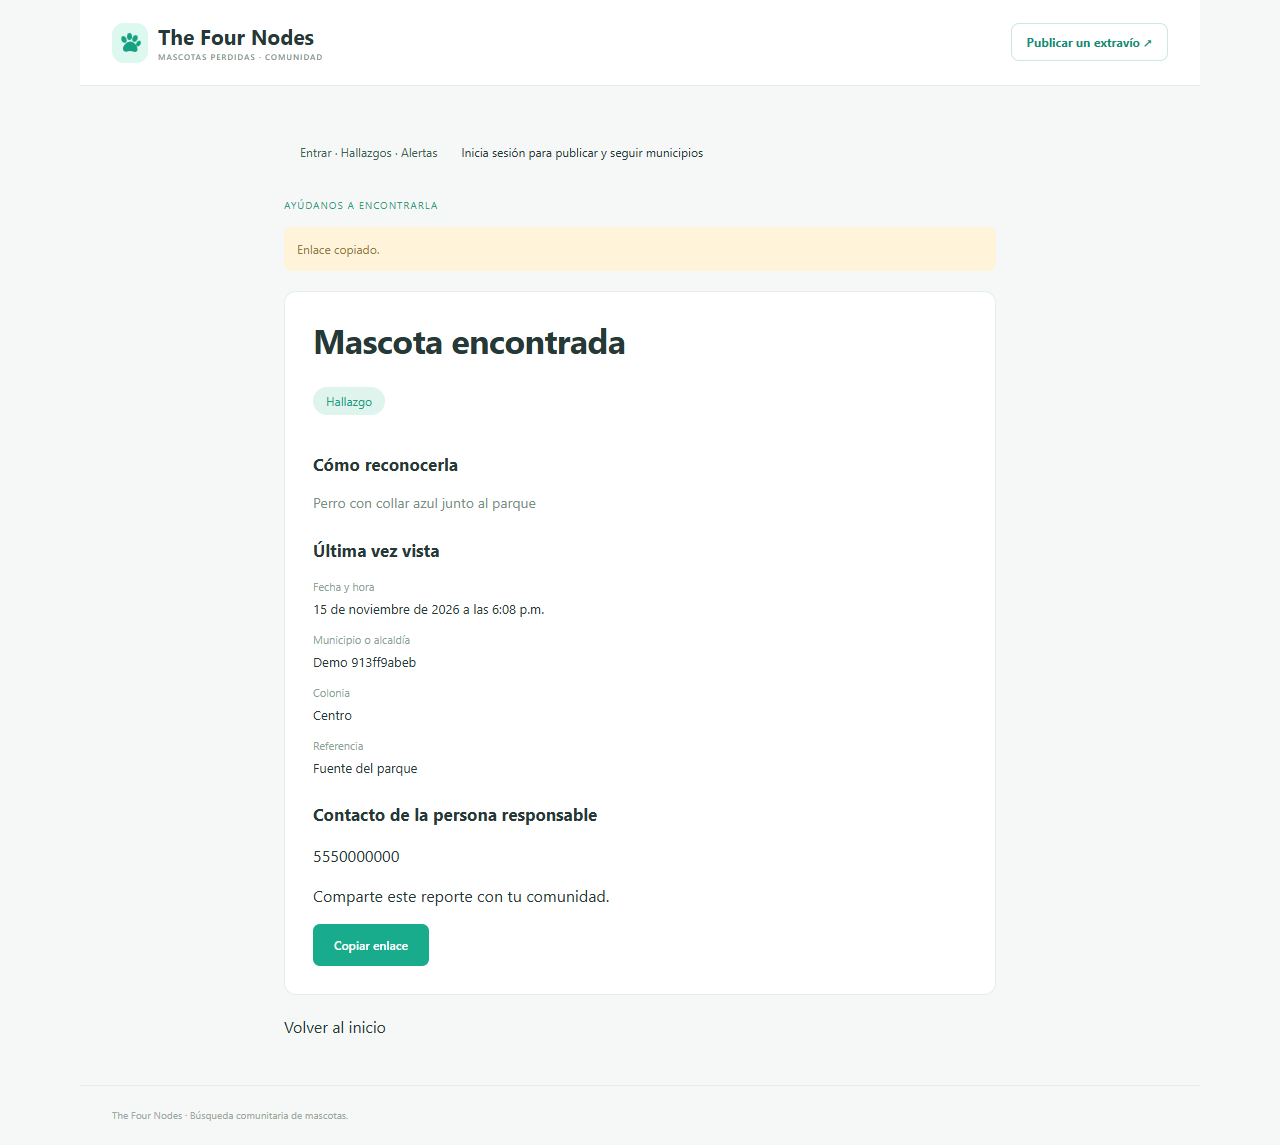 The Four Nodes
MASCOTAS PERDIDAS · COMUNIDAD
Publicar un extravío ↗
Entrar · Hallazgos · Alertas Inicia sesión para publicar y seguir municipios
AYÚDANOS A ENCONTRARLA
Enlace copiado.
Mascota encontrada
Hallazgo
Cómo reconocerla
Perro con collar azul junto al parque
Última vez vista
Fecha y hora
15 de noviembre de 2026 a las 6:08 p.m.
Municipio o alcaldía
Demo 913ff9abeb
Colonia
Centro
Referencia
Fuente del parque
Contacto de la persona responsable
5550000000
Comparte este reporte con tu comunidad.
Copiar enlace
Volver al inicio
The Four Nodes · Búsqueda comunitaria de mascotas.